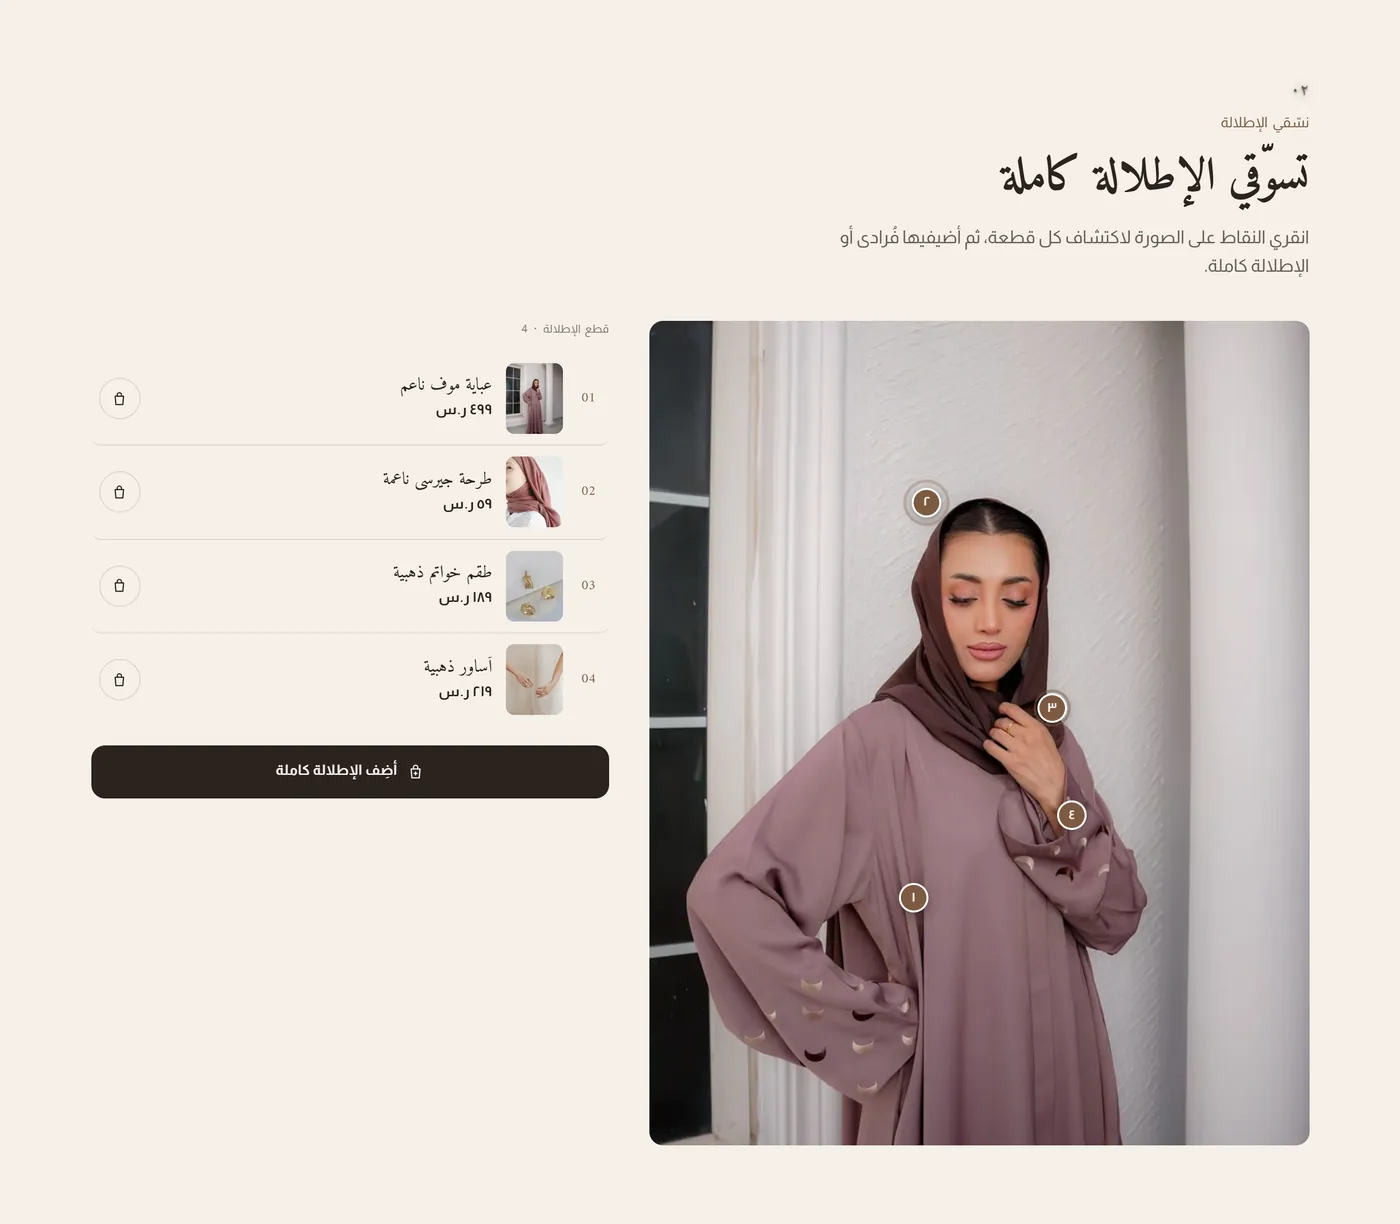 ٠٢
نسّقي الإطلالة
تسوّقي الإطلالة كاملة
انقري النقاط على الصورة لاكتشاف كل قطعة، ثم أضيفيها فُرادى أو
الإطلالة كاملة.
٢
٣
٤
١
قطع الإطلالة · 4
01
عباية موف ناعم
٤٩٩ ر.س
02
طرحة جيرسي ناعمة
٥٩ ر.س
03
طقم خواتم ذهبية
١٨٩ ر.س
04
أساور ذهبية
٢١٩ ر.س
أضِف الإطلالة كاملة